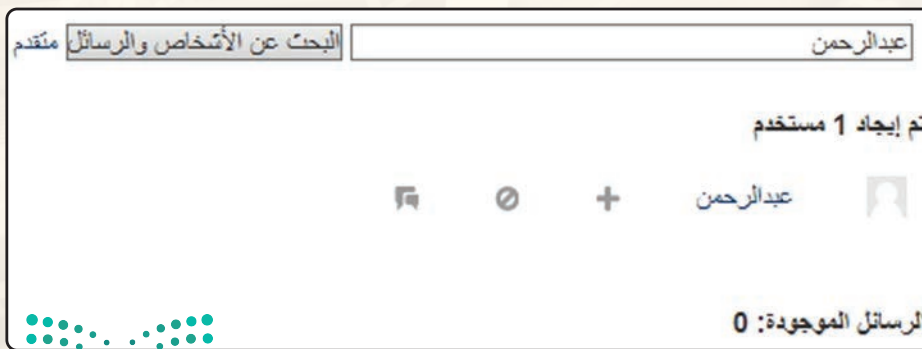 عبدالرحمن البحث عن الأشخاص والرسائل متقدم
تم إيجاد 1 مستخدم
عبدالرحمن
الرسائل الموجودة: 0